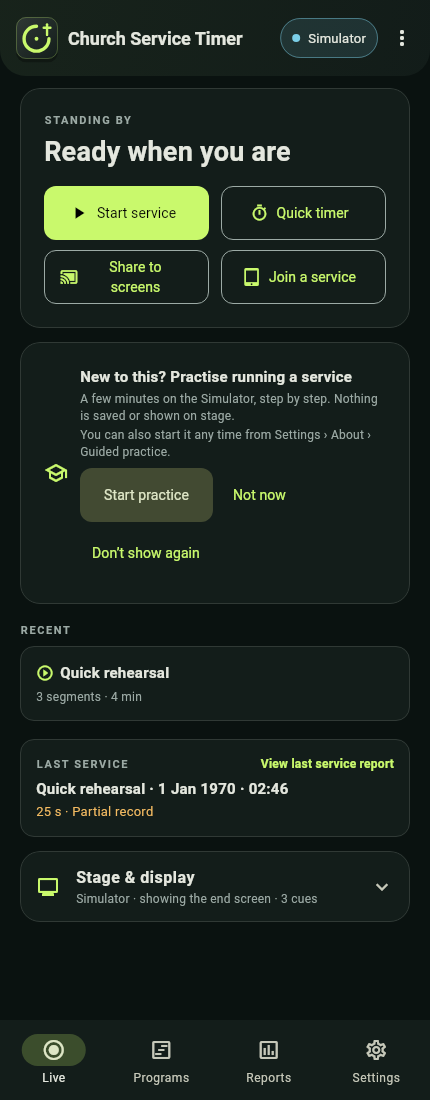 Church Service Timer
Simulator
STANDING BY
Ready when you are
Start service
Quick timer
Share to
screens
Join a service
New to this? Practise running a service
A few minutes on the Simulator, step by step. Nothing
is saved or shown on stage.
You can also start it any time from Settings › About ›
Guided practice.
Start practice
Not now
Don't show again
RECENT
Quick rehearsal
3 segments · 4 min
LAST SERVICE
View last service report
Quick rehearsal · 1 Jan 1970 · 02:46
25 s · Partial record
Stage & display
Simulator · showing the end screen · 3 cues
Live
Programs
Reports
Settings